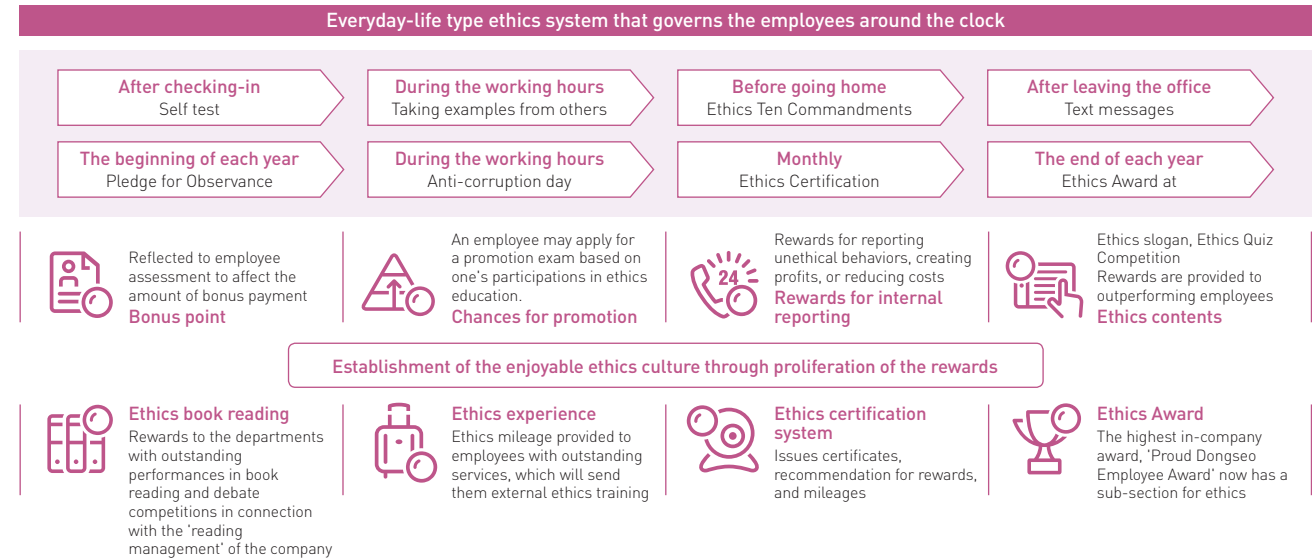 Everyday-life type ethics system that governs the employees around the clock
After checking-in
Self test
During the working hours
Taking examples from others
Before going home
Ethics Ten Commandments
After leaving the office
Text messages
The beginning of each year
Pledge for Observance
During the working hours
Anti-corruption day
Monthly
Ethics Certification
The end of each year
Ethics Award at
Reflected to employee
assessment to affect the
amount of bonus payment
Bonus point
An employee may apply for
a promotion exam based on
one's participations in ethics
education.
Chances for promotion
24
Rewards for reporting
unethical behaviors, creating
profits, or reducing costs
Rewards for internal
reporting
Ethics slogan, Ethics Quiz
Competition
Rewards are provided to
outperforming employees
Ethics contents
Establishment of the enjoyable ethics culture through proliferation of the rewards
Ethics book reading
Rewards to the departments
with outstanding
performances in book
reading and debate
competitions in connection
with the 'reading
management' of the company
Ethics experience
Ethics mileage provided to
employees with outstanding
services, which will send
them external ethics training
Ethics certification
system
Issues certificates,
recommendation for rewards,
and mileages
Ethics Award
The highest in-company
award, 'Proud Dongseo
Employee Award' now has a
sub-section for ethics